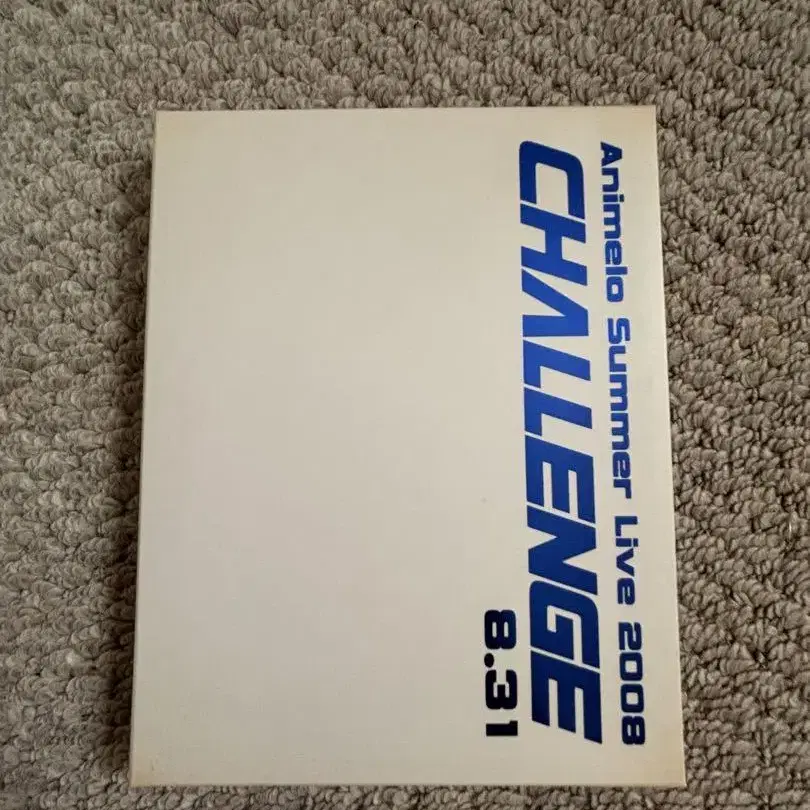 Animelo Summer Live 2008
CHALLENGE
8.31